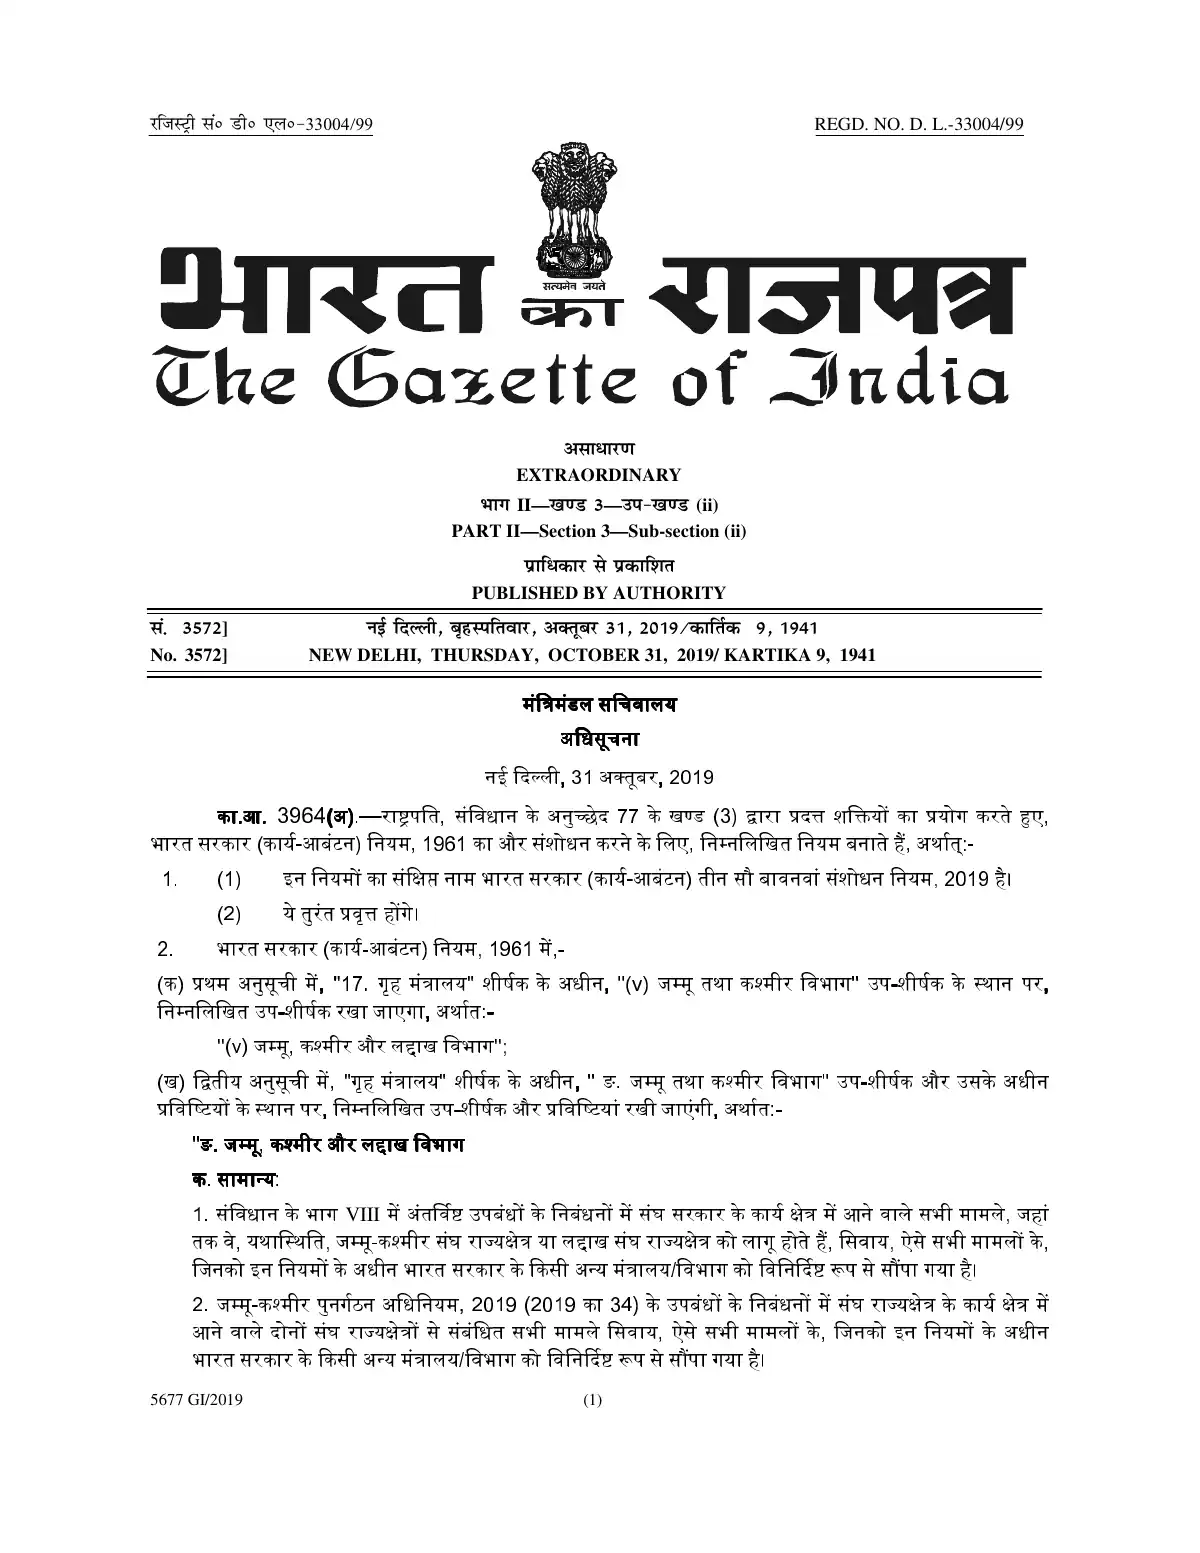 रजिस्ट्री सं० डी० एल०-33004/99
REGD. NO. D. L.-33004/99
सत्यमेव जयते
भारत का राजपत्र
The Gazette of India
असाधारण
EXTRAORDINARY
भाग II—खण्ड 3—उप-खण्ड (ii)
PART II—Section 3—Sub-section (ii)
प्राधिकार से प्रकाशित
PUBLISHED BY AUTHORITY
सं. 3572] नई दिल्ली, बृहस्पतिवार, अक्तूबर 31, 2019/कार्तिक 9, 1941
No. 3572] NEW DELHI, THURSDAY, OCTOBER 31, 2019/ KARTIKA 9, 1941
मंत्रिमंडल सचिवालय
अधिसूचना
नई दिल्ली, 31 अक्तूबर, 2019
का.आ. 3964(अ).—राष्ट्रपति, संविधान के अनुच्छेद 77 के खण्ड (3) द्वारा प्रदत्त शक्तियों का प्रयोग करते हुए,
भारत सरकार (कार्य-आबंटन) नियम, 1961 का और संशोधन करने के लिए, निम्नलिखित नियम बनाते हैं, अर्थात्:-
1. (1) इन नियमों का संक्षिप्त नाम भारत सरकार (कार्य-आबंटन) तीन सौ बावनवां संशोधन नियम, 2019 है।
(2) ये तुरंत प्रवृत्त होंगे।
2. भारत सरकार (कार्य-आबंटन) नियम, 1961 में,-
(क) प्रथम अनुसूची में, "17. गृह मंत्रालय" शीर्षक के अधीन, "(v) जम्मू तथा कश्मीर विभाग" उप-शीर्षक के स्थान पर,
निम्नलिखित उप-शीर्षक रखा जाएगा, अर्थात:-
"(v) जम्मू, कश्मीर और लद्दाख विभाग";
(ख) द्वितीय अनुसूची में, "गृह मंत्रालय" शीर्षक के अधीन, " ङ. जम्मू तथा कश्मीर विभाग" उप-शीर्षक और उसके अधीन
प्रविष्टियों के स्थान पर, निम्नलिखित उप-शीर्षक और प्रविष्टियां रखी जाएंगी, अर्थात:-
"ङ. जम्मू, कश्मीर और लद्दाख विभाग
क. सामान्य:
1. संविधान के भाग VIII में अंतर्विष्ट उपबंधों के निबंधनों में संघ सरकार के कार्य क्षेत्र में आने वाले सभी मामले, जहां
तक वे, यथास्थिति, जम्मू-कश्मीर संघ राज्यक्षेत्र या लद्दाख संघ राज्यक्षेत्र को लागू होते हैं, सिवाय, ऐसे सभी मामलों के,
जिनको इन नियमों के अधीन भारत सरकार के किसी अन्य मंत्रालय/विभाग को विनिर्दिष्ट रूप से सौंपा गया है।
2. जम्मू-कश्मीर पुनर्गठन अधिनियम, 2019 (2019 का 34) के उपबंधों के निबंधनों में संघ राज्यक्षेत्र के कार्य क्षेत्र में
आने वाले दोनों संघ राज्यक्षेत्रों से संबंधित सभी मामले सिवाय, ऐसे सभी मामलों के, जिनको इन नियमों के अधीन
भारत सरकार के किसी अन्य मंत्रालय/विभाग को विनिर्दिष्ट रूप से सौंपा गया है।
5677 GI/2019 (1)